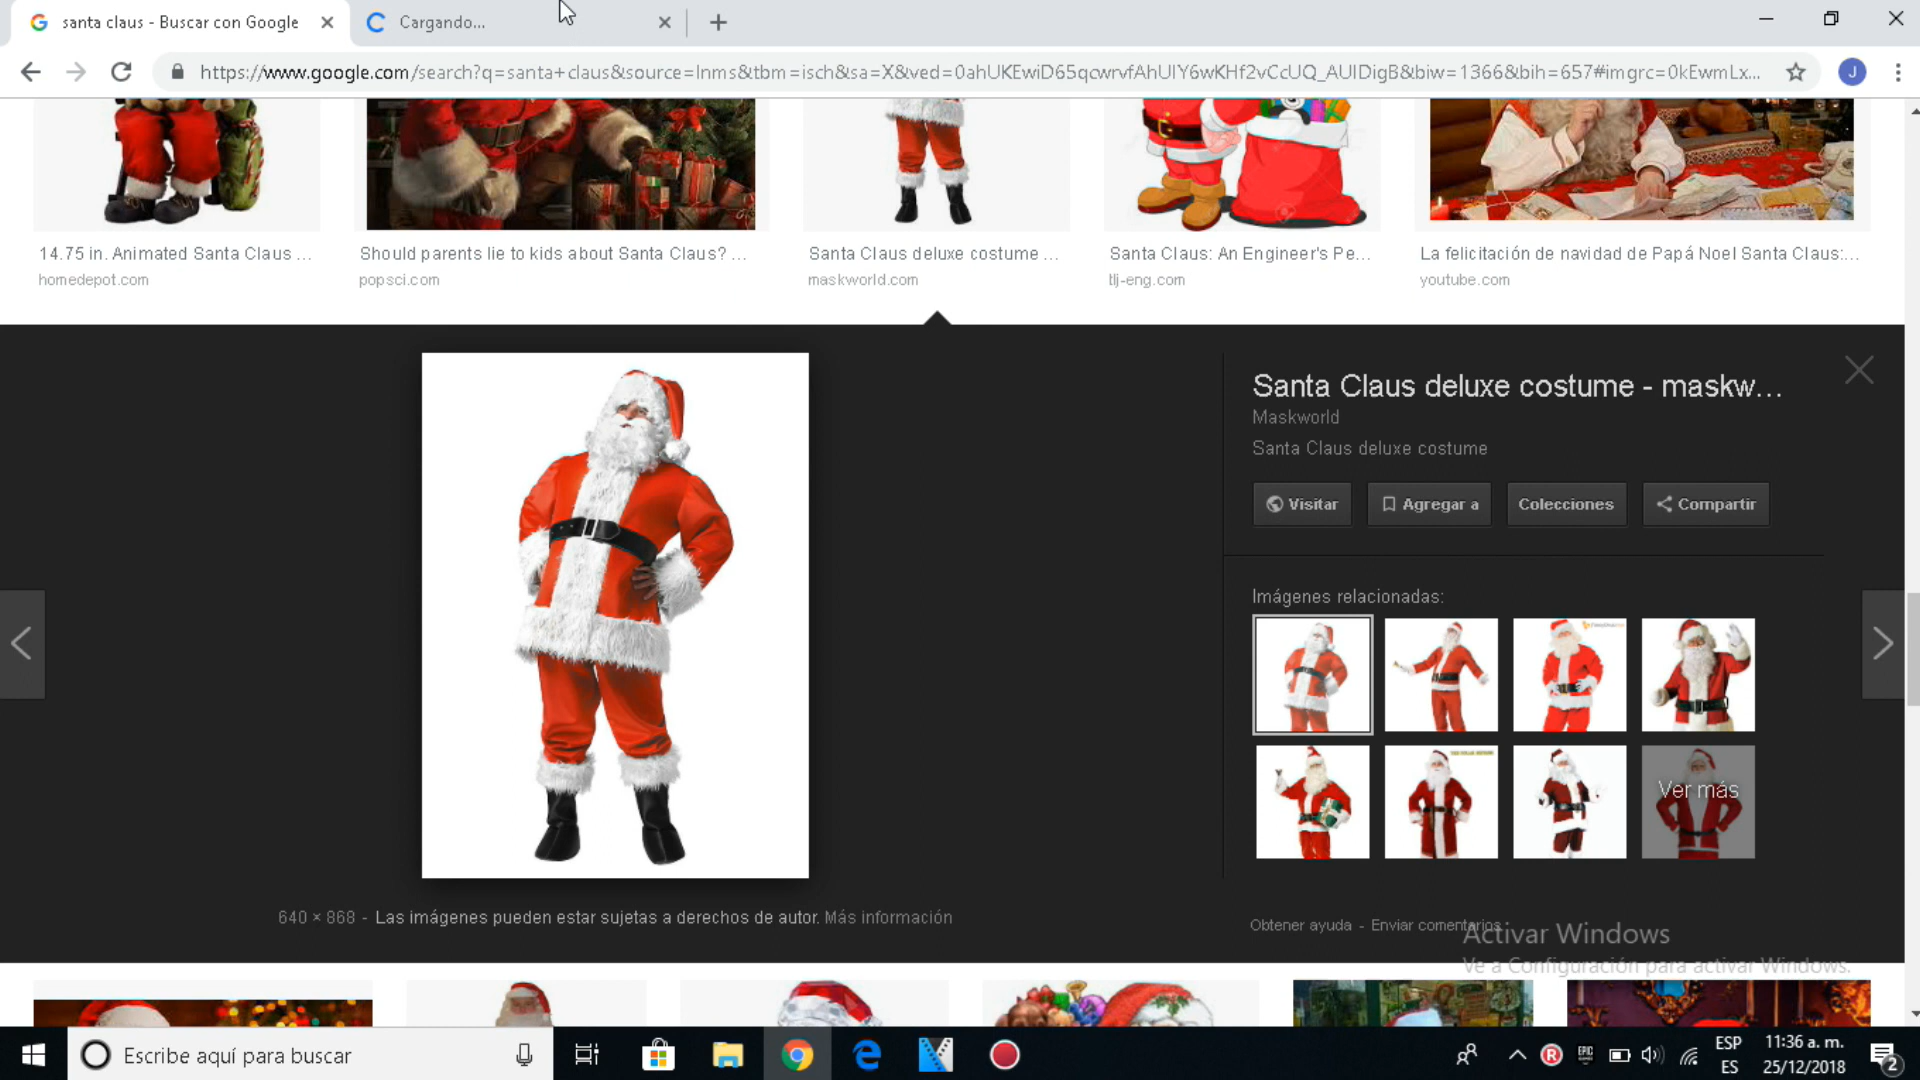 santa claus - Buscar con Google
Cargando...
https://www.google.com/search?q=santa+claus&source=lnms&tbm=isch&sa=X&ved=0ahUKEwiD65qcwrvfAhUIY6wKHf2vCcUQ_AUIDigB&biw=1366&bih=657#imgrc=0kEwmLx...
J
14.75 in. Animated Santa Claus ...
homedepot.com
Should parents lie to kids about Santa Claus? ...
popsci.com
Santa Claus deluxe costume ...
maskworld.com
Santa Claus: An Engineer's Pe...
tlj-eng.com
La felicitación de navidad de Papá Noel Santa Claus:...
youtube.com
Santa Claus deluxe costume - maskw...
Maskworld
Santa Claus deluxe costume
Visitar
Agregar a
Colecciones
Compartir
Imágenes relacionadas:
Ver más
640 × 868 - Las imágenes pueden estar sujetas a derechos de autor. Más información
Obtener ayuda - Enviar comentarios
Activar Windows
Ve a Configuración para activar Windows.
Escribe aquí para buscar
R
EPIC
ESP
ES
11:36 a. m.
25/12/2018
2